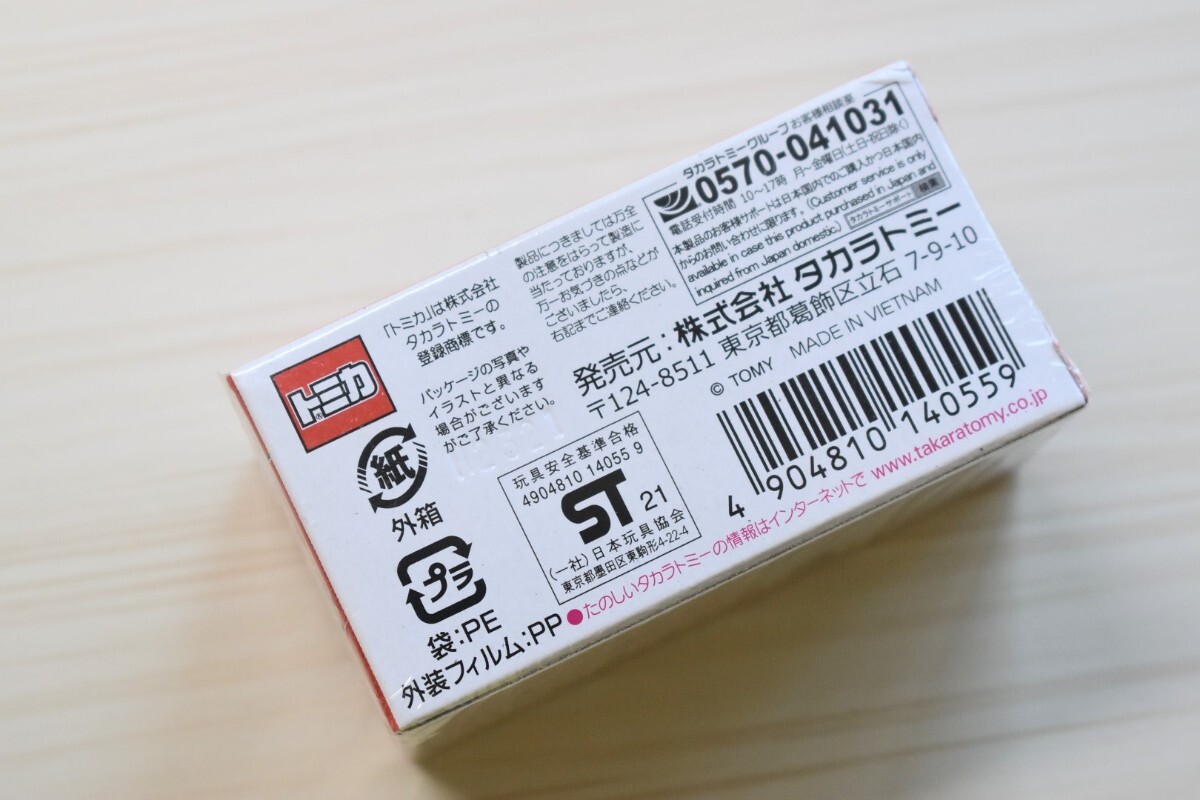 トミカ
®
「トミカ」は株式会社
タカラトミーの
登録商標です。
パッケージの写真や
イラストと異なる
場合がございます
がご了承ください。
紙
外箱
プラ
袋:PE
外装フィルム:PP
製品につきましては万全
の注意をはらって製造に
当たっておりますが、
万一お気づきの点などが
ございましたら、
右記までご連絡ください。
タカラトミーグループお客様相談室
0570-041031
電話受付時間 10〜17時 月〜金曜日(土日・祝日除く)
本製品のお客様サポートは日本国内でのご購入かつ日本国内
からのお問い合わせに限ります。(Customer service is only
available in case this product purchased in Japan and
inquired from Japan domestic)
タカラトミーサポート 検索
発売元:株式会社 タカラトミー
〒124-8511 東京都葛飾区立石 7-9-10
© TOMY MADE IN VIETNAM
玩具安全基準合格
4904810 14055 9
ST 21
(一社)日本玩具協会
東京都墨田区東駒形4-22-4
4 904810 140559
●たのしいタカラトミーの情報はインターネットで www.takaratomy.co.jp